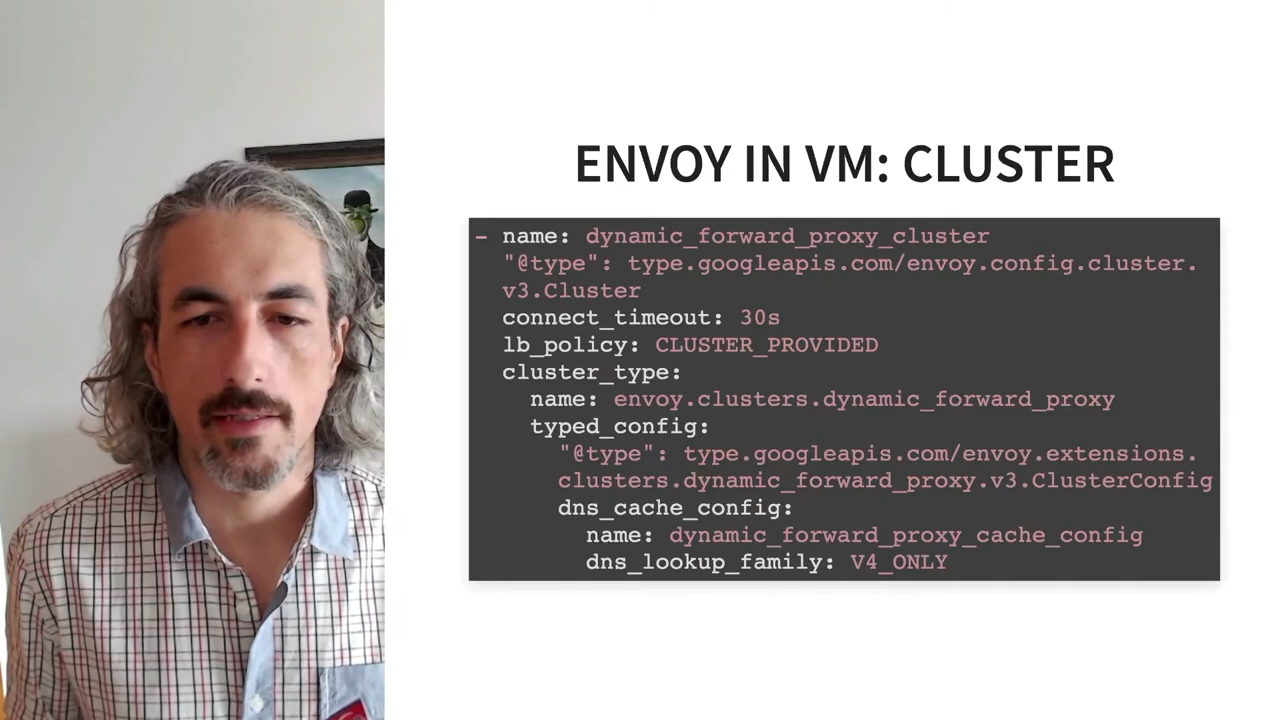 ENVOY IN VM: CLUSTER
- name: dynamic_forward_proxy_cluster
"@type": type.googleapis.com/envoy.config.cluster.
v3.Cluster
connect_timeout: 30s
lb_policy: CLUSTER_PROVIDED
cluster_type:
name: envoy.clusters.dynamic_forward_proxy
typed_config:
"@type": type.googleapis.com/envoy.extensions.
clusters.dynamic_forward_proxy.v3.ClusterConfig
dns_cache_config:
name: dynamic_forward_proxy_cache_config
dns_lookup_family: V4_ONLY